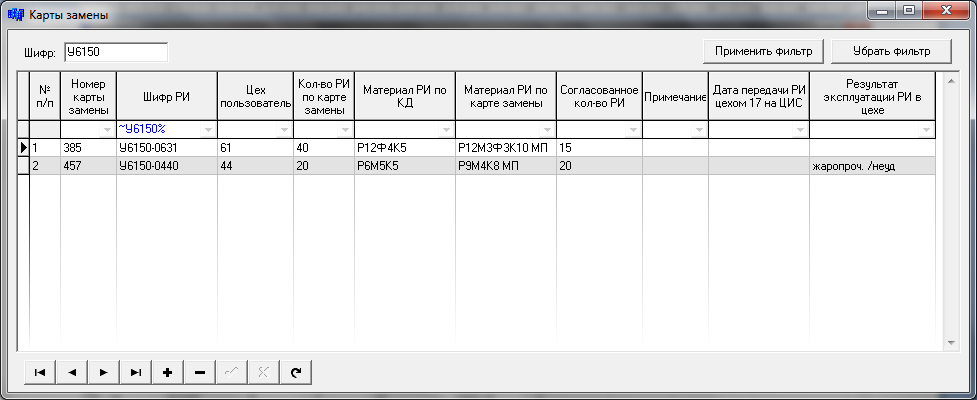 Карты замены
Шифр: У6150 Применить фильтр Убрать фильтр
№ п/п Номер карты замены Шифр РИ Цех пользователь Кол-во РИ по карте замены Материал РИ по КД Материал РИ по карте замены Согласованное кол-во РИ Примечание Дата передачи РИ цехом 17 на ЦИС Результат эксплуатации РИ в цехе
~У6150%
1 385 У6150-0631 61 40 Р12Ф4К5 Р12М3Ф3К10 МП 15
2 457 У6150-0440 44 20 Р6М5К5 Р9М4К8 МП 20 жаропроч. /неуд